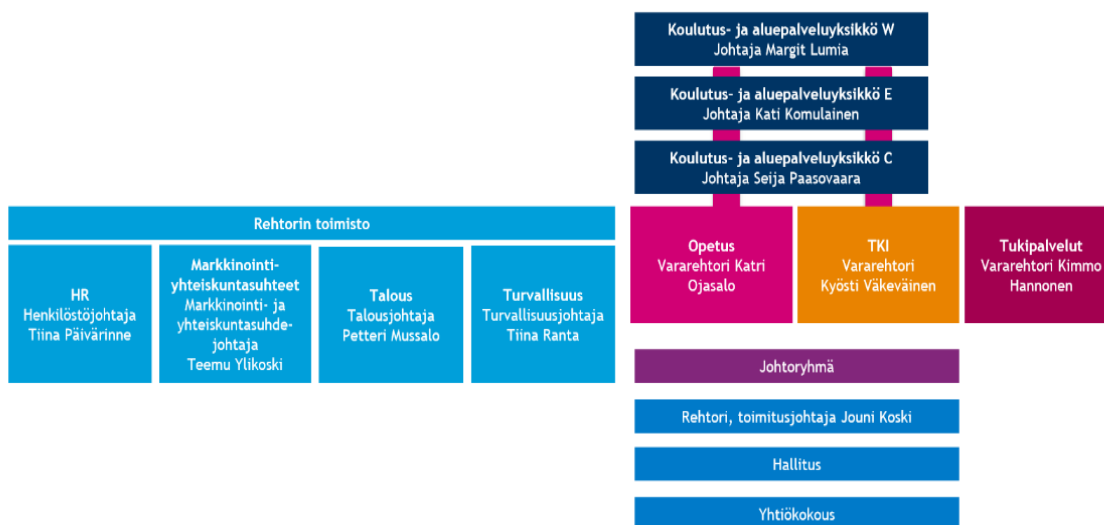 Koulutus- ja aluepalveluyksikkö W
Johtaja Margit Lumia
Koulutus- ja aluepalveluyksikkö E
Johtaja Kati Komulainen
Koulutus- ja aluepalveluyksikkö C
Johtaja Seija Paasovaara
Rehtorin toimisto
HR
Henkilöstöjohtaja
Tiina Päivärinne
Markkinointi-
yhteiskuntasuhteet
Markkinointi- ja
yhteiskuntasuhde-
johtaja
Teemu Ylikoski
Talous
Talousjohtaja
Petteri Mussalo
Turvallisuus
Turvallisuusjohtaja
Tiina Ranta
Opetus
Vararehtori Katri
Ojasalo
TKI
Vararehtori
Kyösti Väkeväinen
Tukipalvelut
Vararehtori Kimmo
Hannonen
Johtoryhmä
Rehtori, toimitusjohtaja Jouni Koski
Hallitus
Yhtiökokous